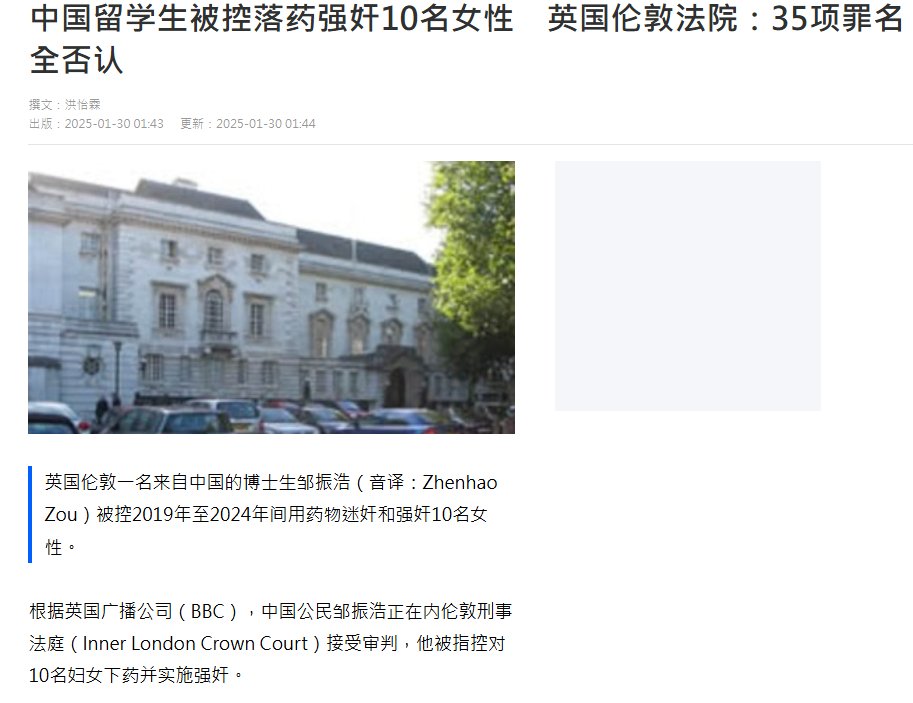 中国留学生被控落药强奸10名女性　英国伦敦法院：35项罪名
全否认
撰文：洪怡霖
出版：2025-01-30 01:43　更新：2025-01-30 01:44
英国伦敦一名来自中国的博士生邹振浩（音译：Zhenhao
Zou）被控2019年至2024年间用药物迷奸和强奸10名女
性。
根据英国广播公司（BBC），中国公民邹振浩正在内伦敦刑事
法庭（Inner London Crown Court）接受审判，他被指控对
10名妇女下药并实施强奸。